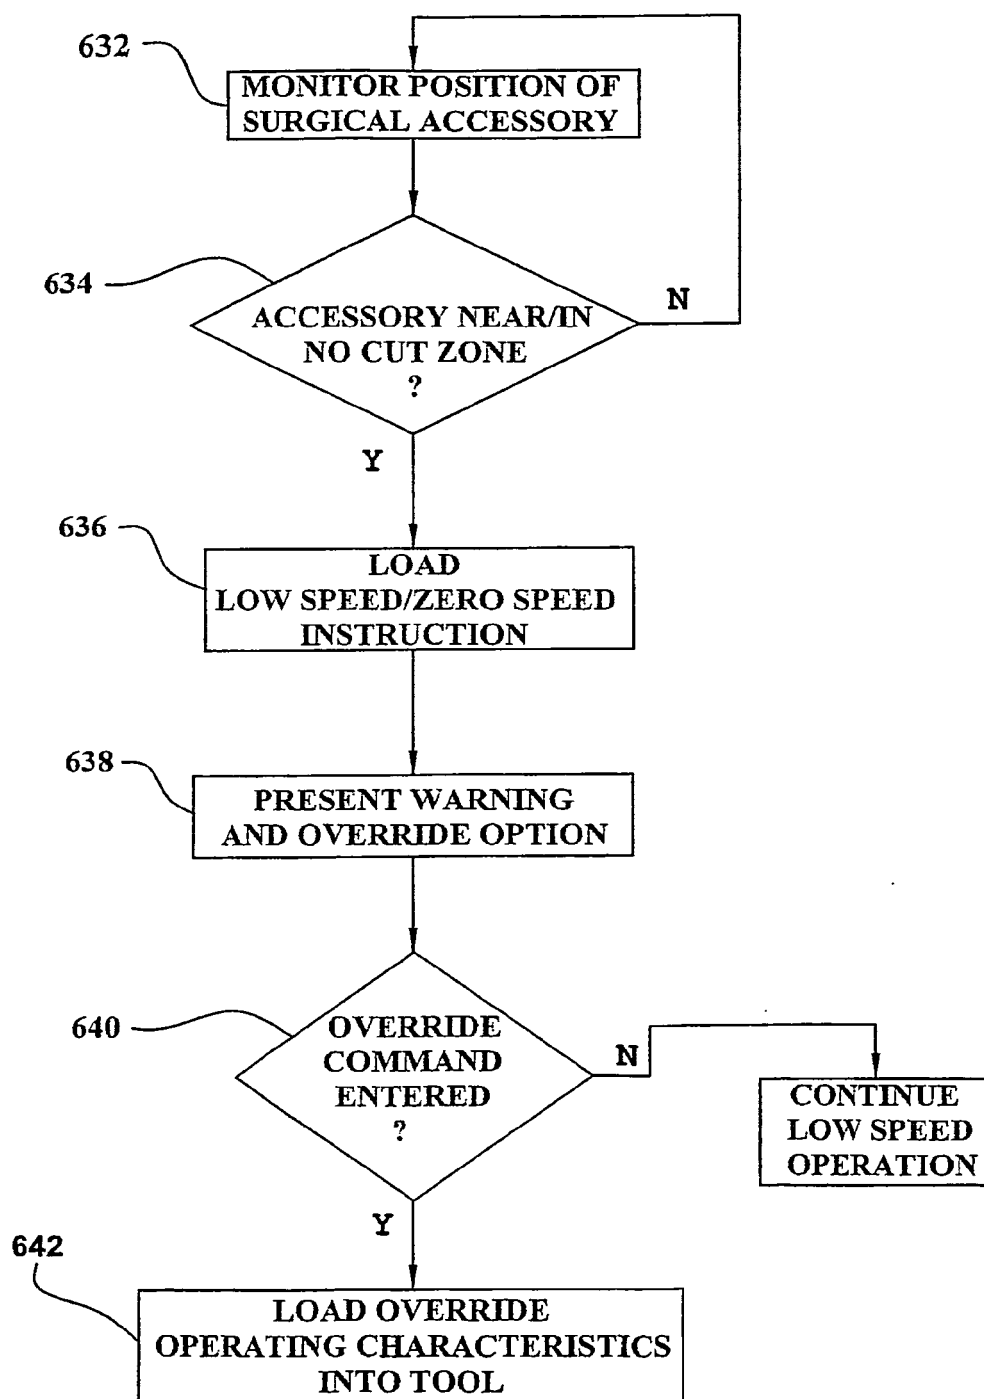 632
MONITOR POSITION OF
SURGICAL ACCESSORY
634
ACCESSORY NEAR/IN
NO CUT ZONE
?
N
Y
636
LOAD
LOW SPEED/ZERO SPEED
INSTRUCTION
638
PRESENT WARNING
AND OVERRIDE OPTION
640
OVERRIDE
COMMAND
ENTERED
?
N
CONTINUE
LOW SPEED
OPERATION
Y
642
LOAD OVERRIDE
OPERATING CHARACTERISTICS
INTO TOOL